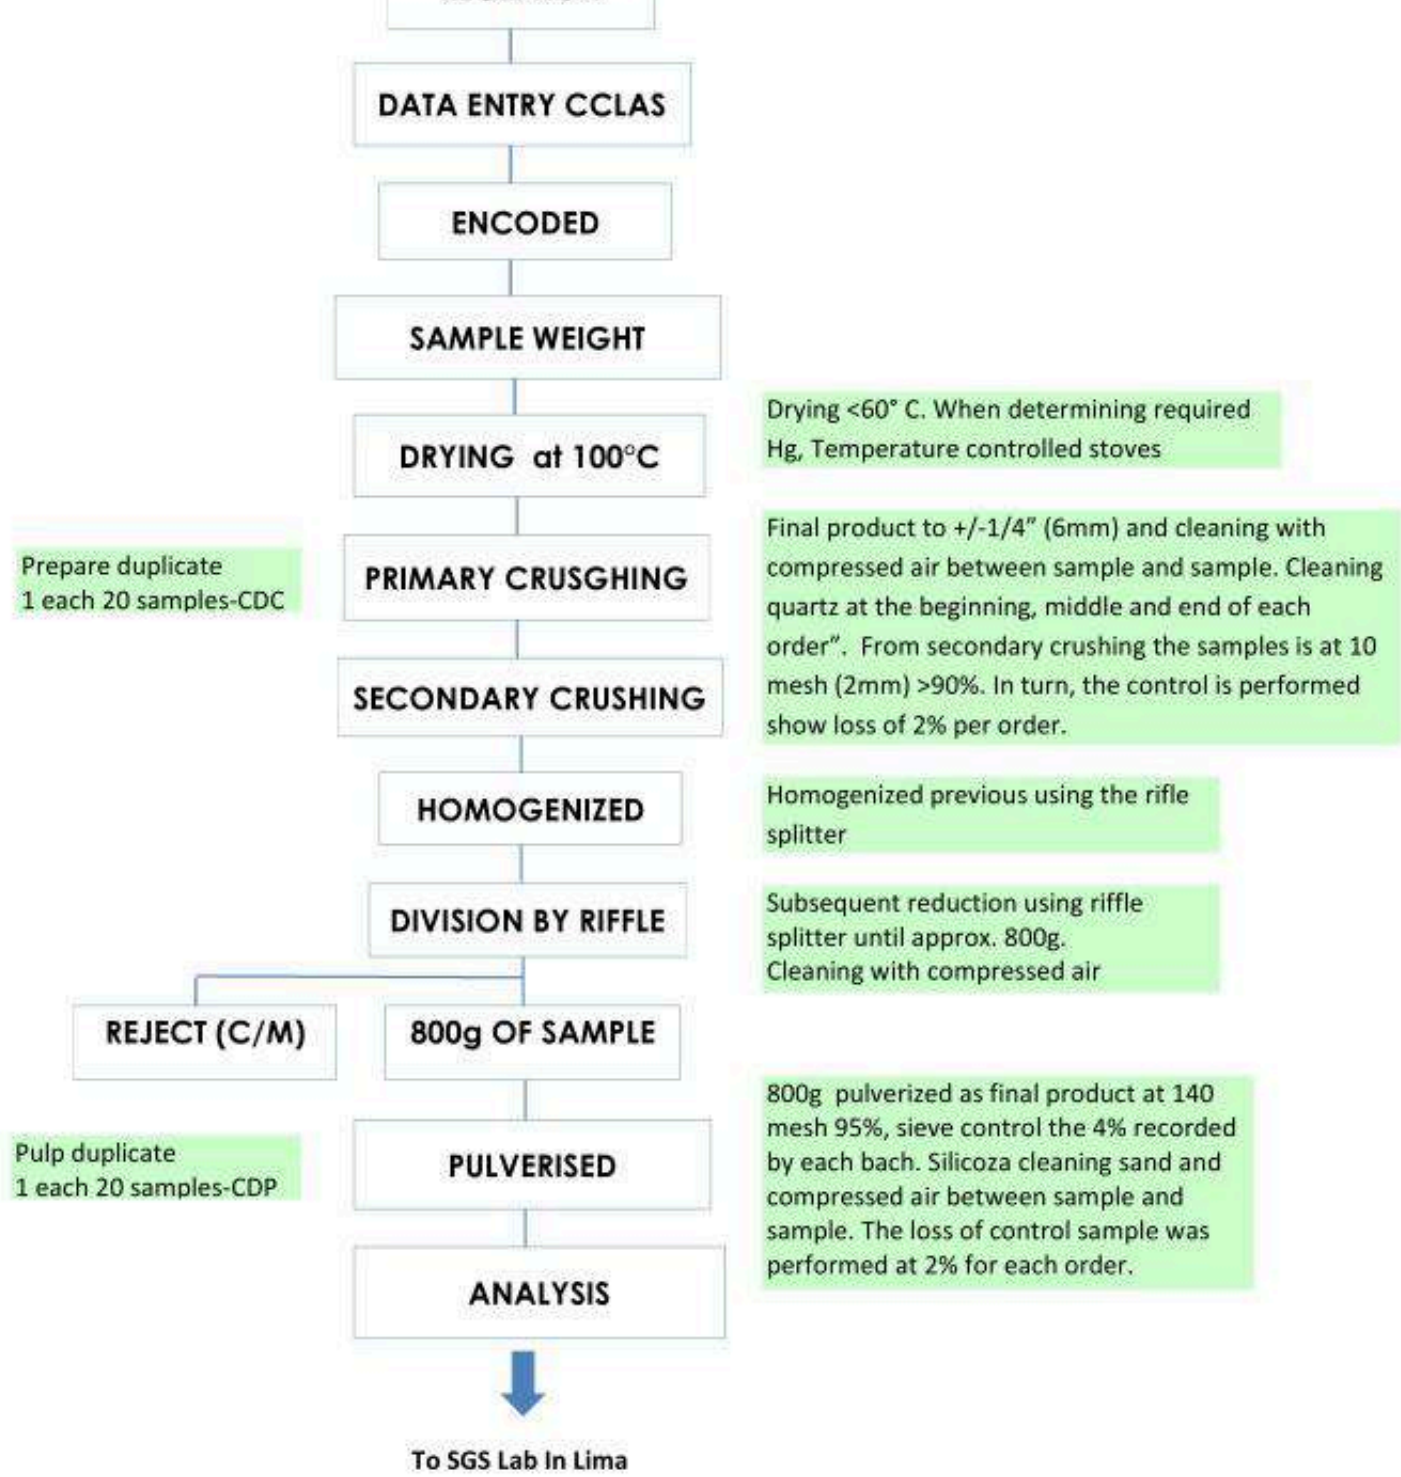 DATA ENTRY CCLAS
ENCODED
SAMPLE WEIGHT
DRYING at 100°C
Drying <60° C. When determining required
Hg, Temperature controlled stoves
Prepare duplicate
1 each 20 samples-CDC
PRIMARY CRUSGHING
Final product to +/-1/4” (6mm) and cleaning with
compressed air between sample and sample. Cleaning
quartz at the beginning, middle and end of each
order”. From secondary crushing the samples is at 10
mesh (2mm) >90%. In turn, the control is performed
show loss of 2% per order.
SECONDARY CRUSHING
HOMOGENIZED
Homogenized previous using the rifle
splitter
DIVISION BY RIFFLE
Subsequent reduction using riffle
splitter until approx. 800g.
Cleaning with compressed air
REJECT (C/M)
800g OF SAMPLE
Pulp duplicate
1 each 20 samples-CDP
PULVERISED
800g pulverized as final product at 140
mesh 95%, sieve control the 4% recorded
by each bach. Silicoza cleaning sand and
compressed air between sample and
sample. The loss of control sample was
performed at 2% for each order.
ANALYSIS
To SGS Lab In Lima